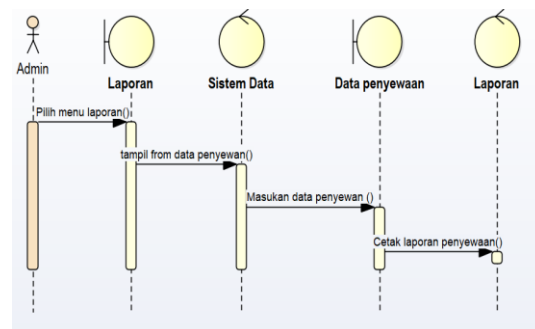 Admin
Laporan
Sistem Data
Data penyewaan
Laporan
Pilih menu laporan()
tampil from data penyewan()
Masukan data penyewan ()
Cetak laporan penyewaan()